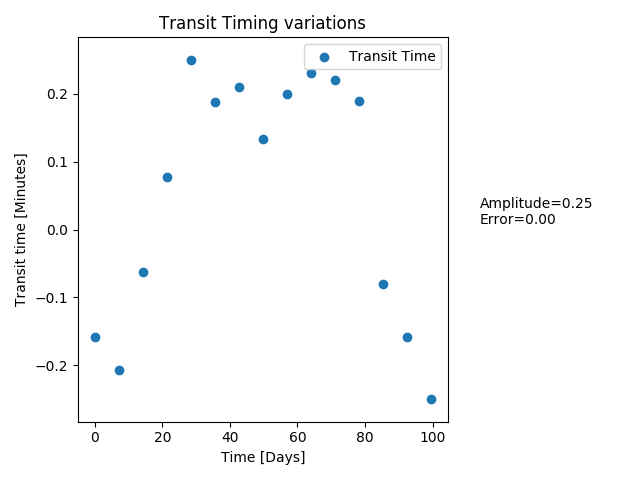 Transit Timing variations
Transit Time
0.2
0.1
0.0
−0.1
−0.2
Transit time [Minutes]
0
20
40
60
80
100
Time [Days]
Amplitude=0.25
Error=0.00